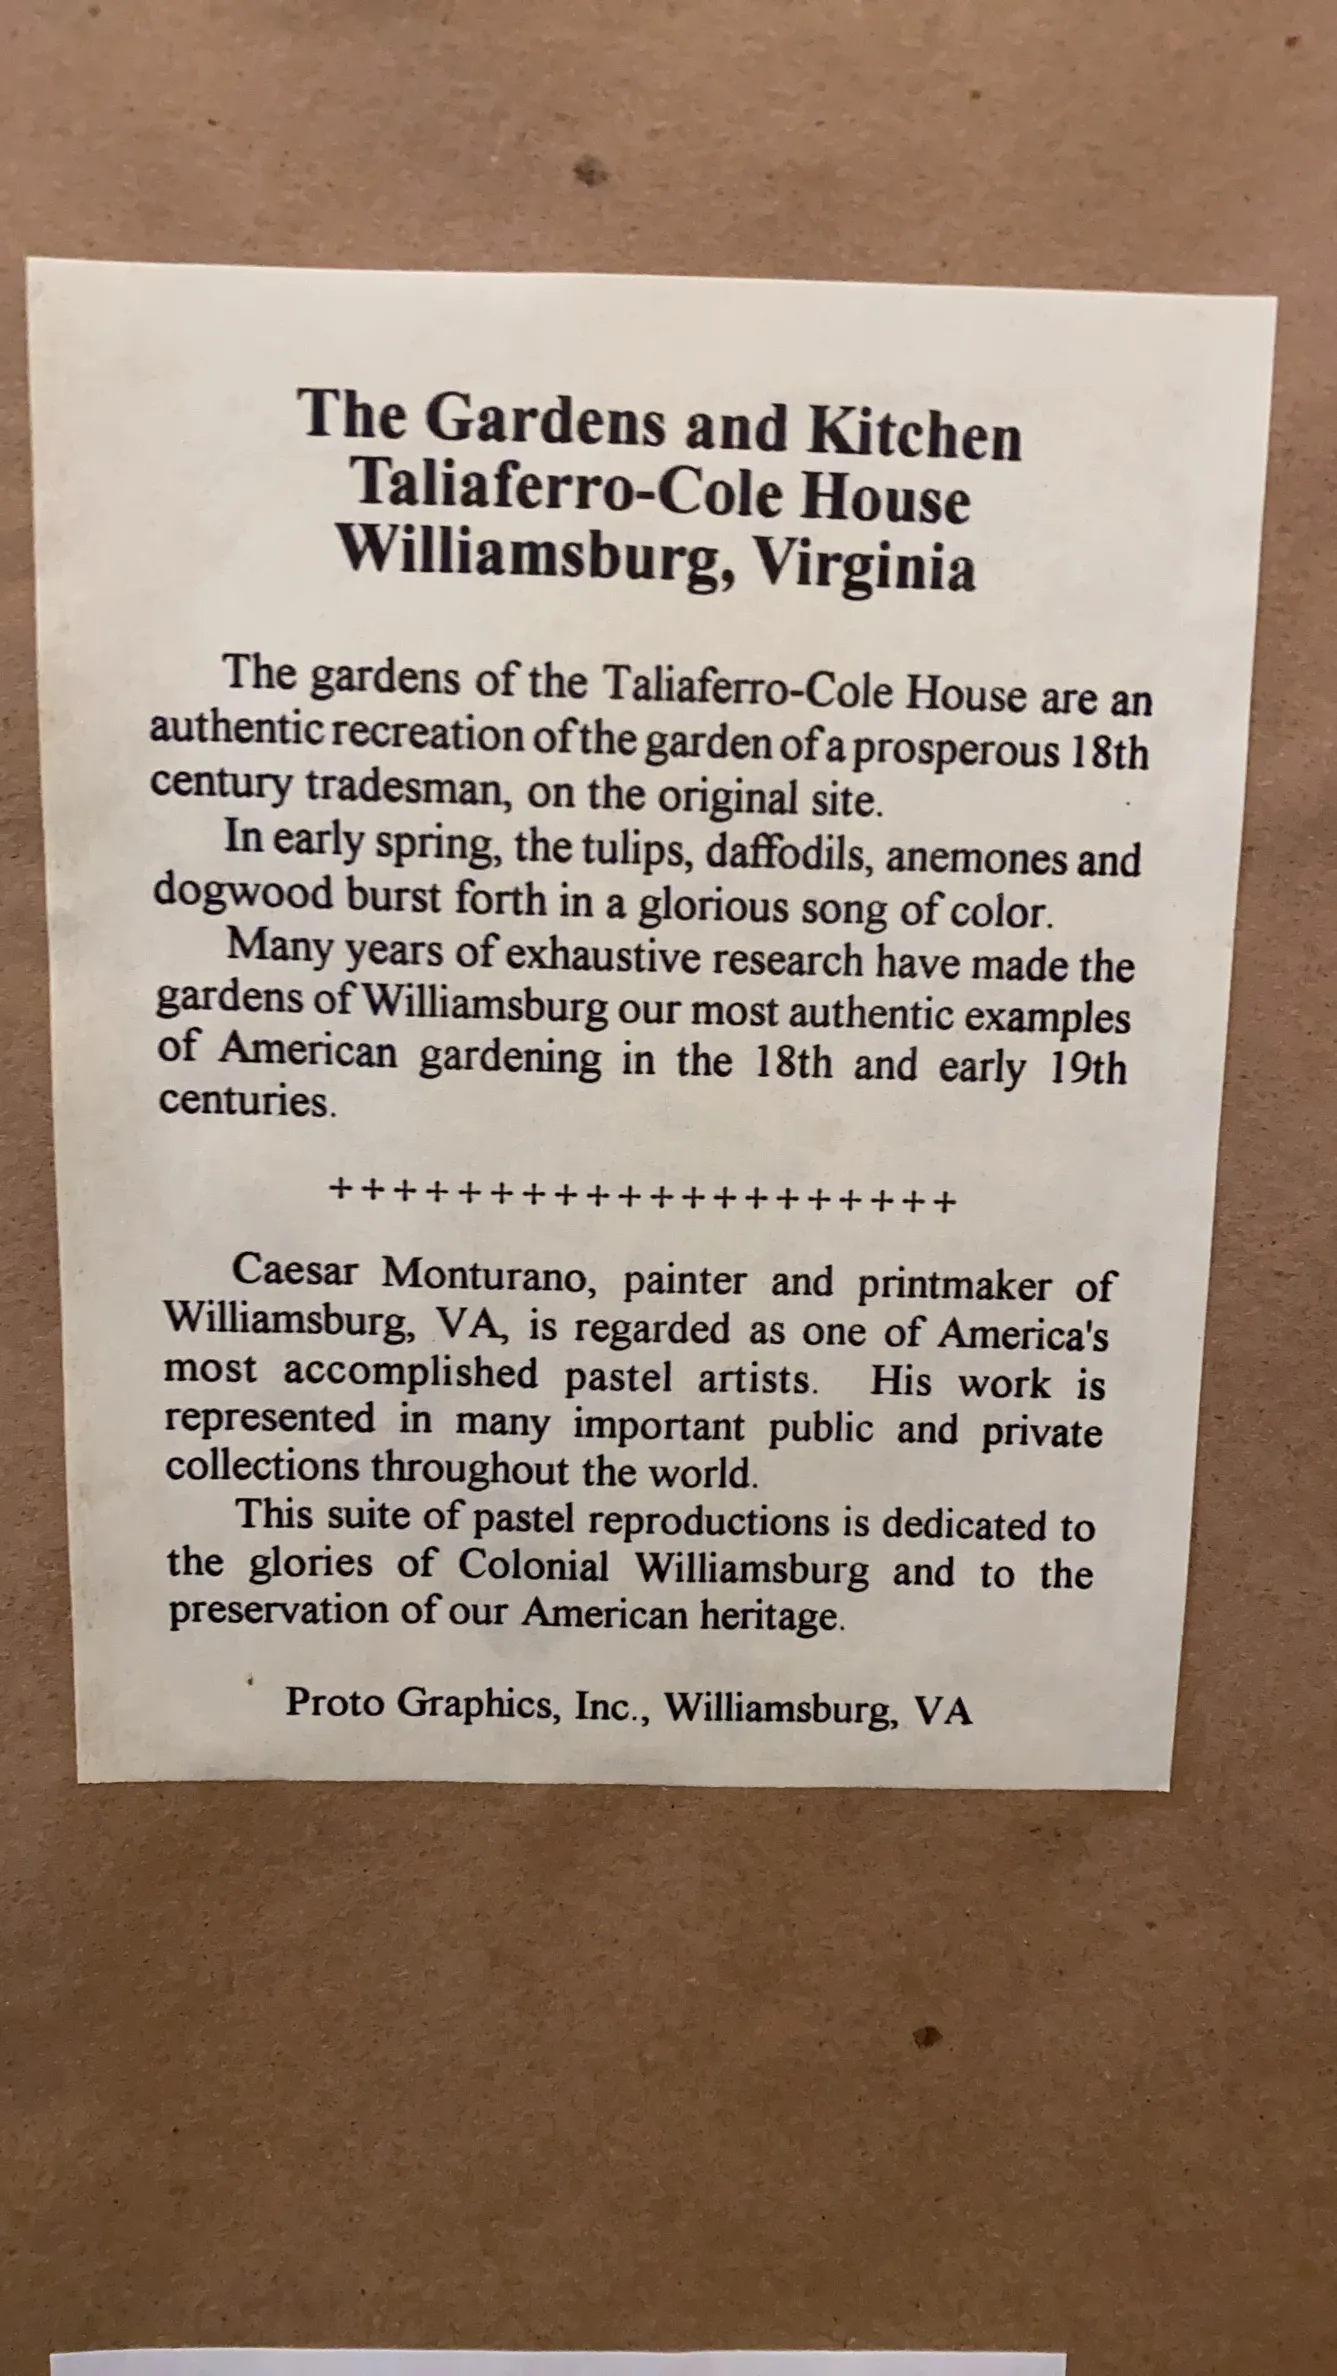 The Gardens and Kitchen
Taliaferro-Cole House
Williamsburg, Virginia
The gardens of the Taliaferro-Cole House are an
authentic recreation of the garden of a prosperous 18th
century tradesman, on the original site.
In early spring, the tulips, daffodils, anemones and
dogwood burst forth in a glorious song of color.
Many years of exhaustive research have made the
gardens of Williamsburg our most authentic examples
of American gardening in the 18th and early 19th
centuries.
++++++++++++++++++++
Caesar Monturano, painter and printmaker of
Williamsburg, VA, is regarded as one of America's
most accomplished pastel artists. His work is
represented in many important public and private
collections throughout the world.
This suite of pastel reproductions is dedicated to
the glories of Colonial Williamsburg and to the
preservation of our American heritage.
Proto Graphics, Inc., Williamsburg, VA